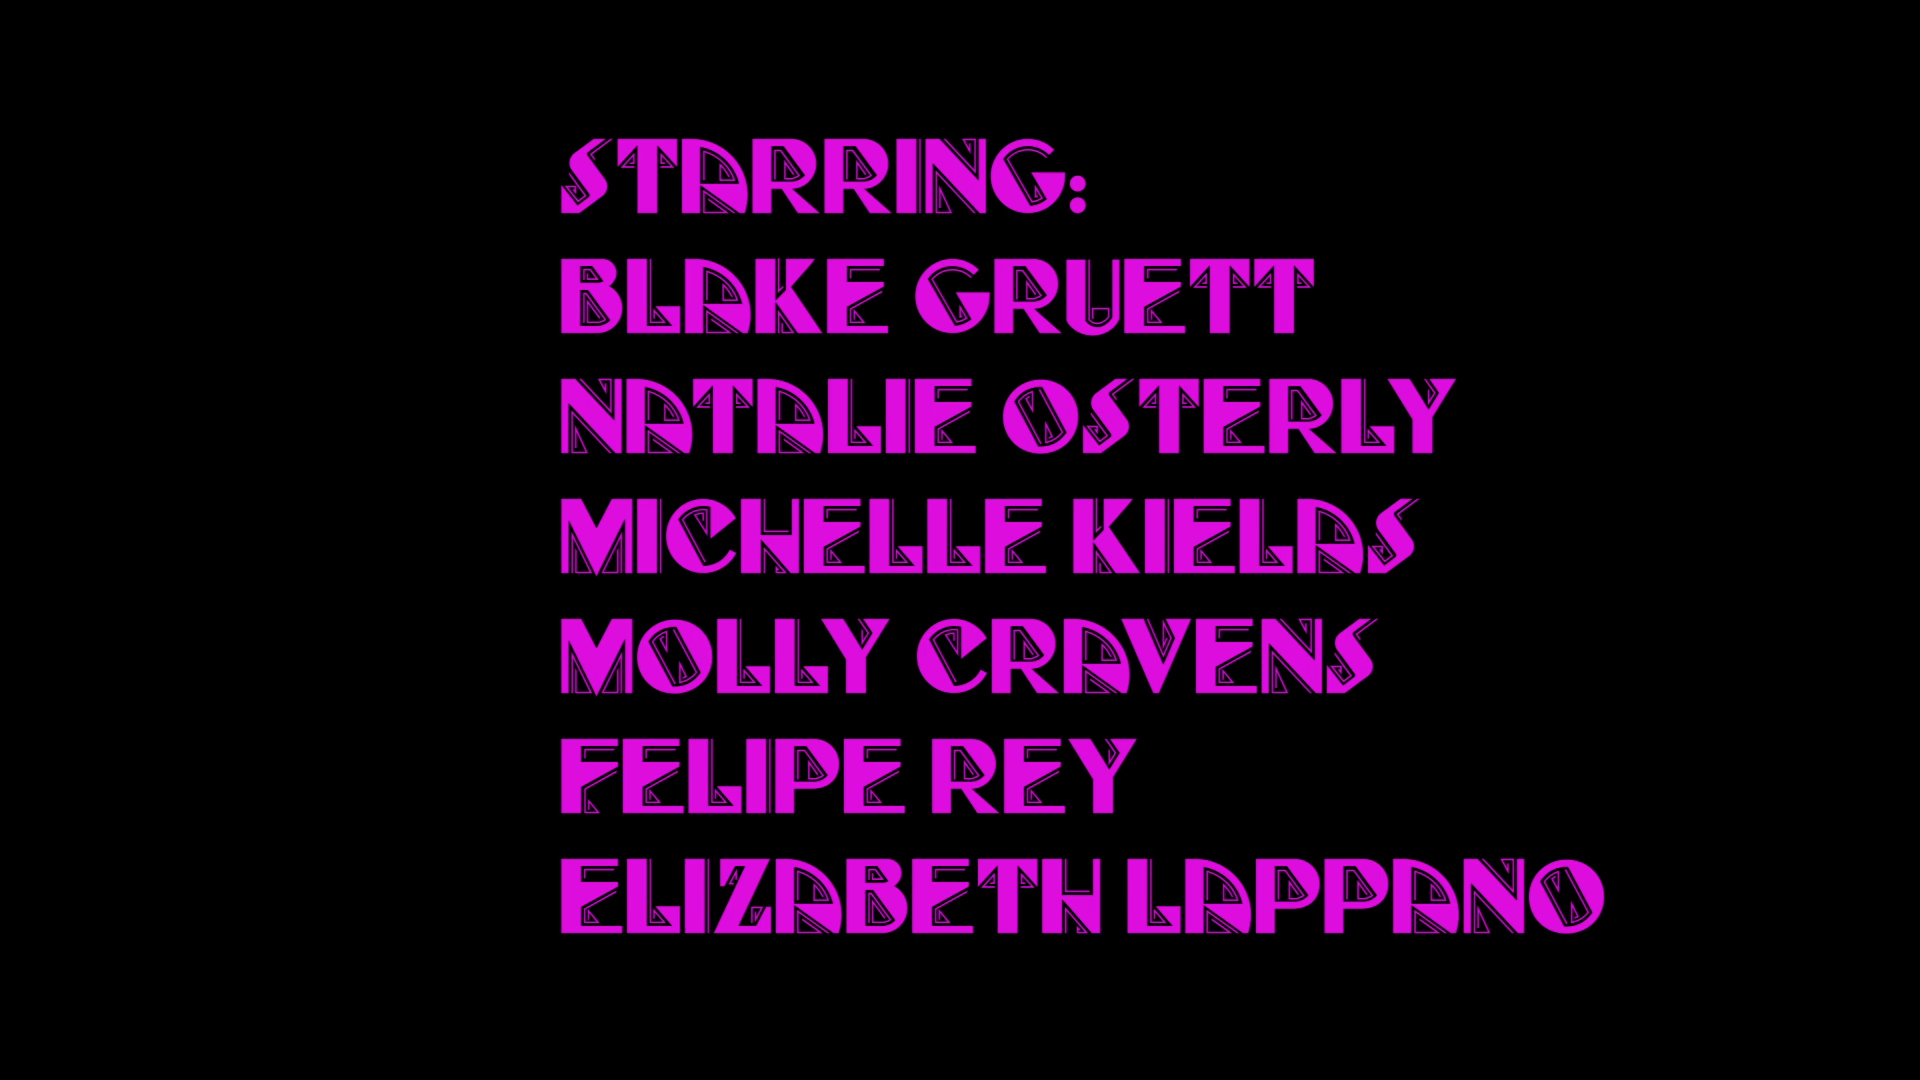 STARRING:
BLAKE GRUETT
NATALIE OSTERLY
MICHELLE KIELAS
MOLLY CRAVENS
FELIPE REY
ELIZABETH LAPPANO